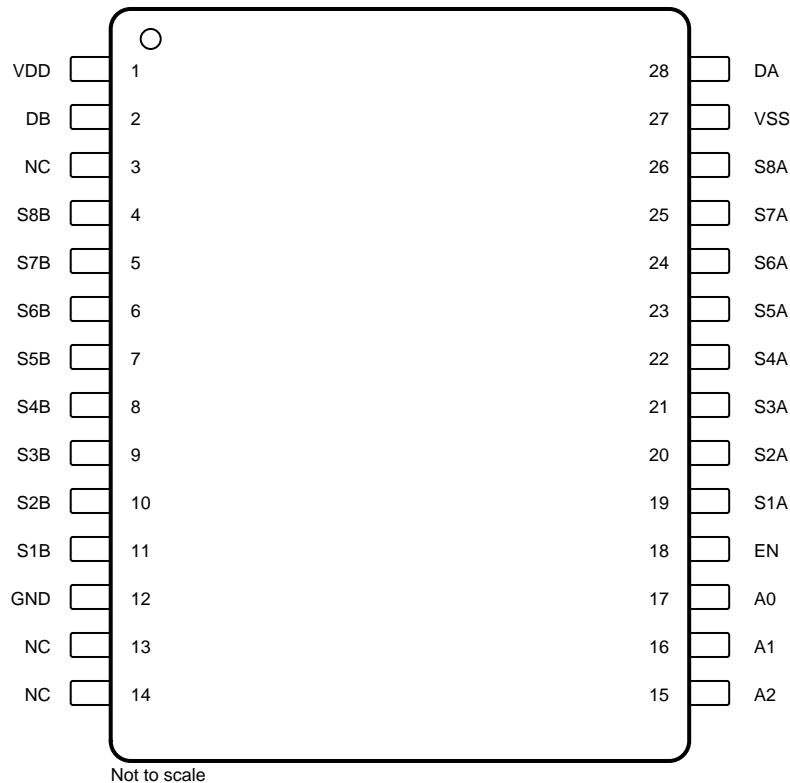 VDD 1 28 DA
DB 2 27 VSS
NC 3 26 S8A
S8B 4 25 S7A
S7B 5 24 S6A
S6B 6 23 S5A
S5B 7 22 S4A
S4B 8 21 S3A
S3B 9 20 S2A
S2B 10 19 S1A
S1B 11 18 EN
GND 12 17 A0
NC 13 16 A1
NC 14 15 A2
Not to scale